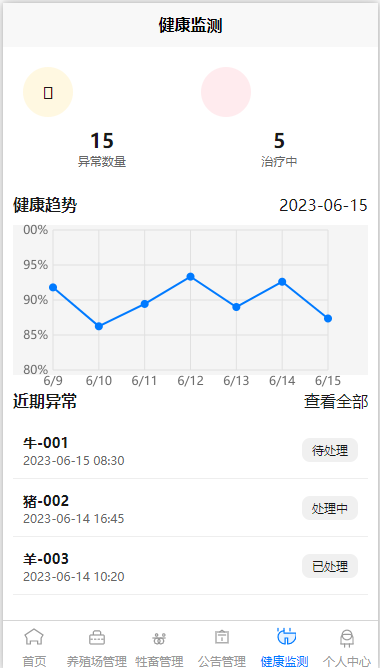 健康监测
15
5
异常数量
治疗中
健康趋势
2023-06-15
00%
95%
90%
85%
80%
6/9 6/10 6/11 6/12 6/13 6/14 6/15
近期异常
查看全部
牛-001
2023-06-15 08:30
待处理
猪-002
2023-06-14 16:45
处理中
羊-003
2023-06-14 10:20
已处理
首页 养殖场管理 牲畜管理 公告管理 健康监测 个人中心